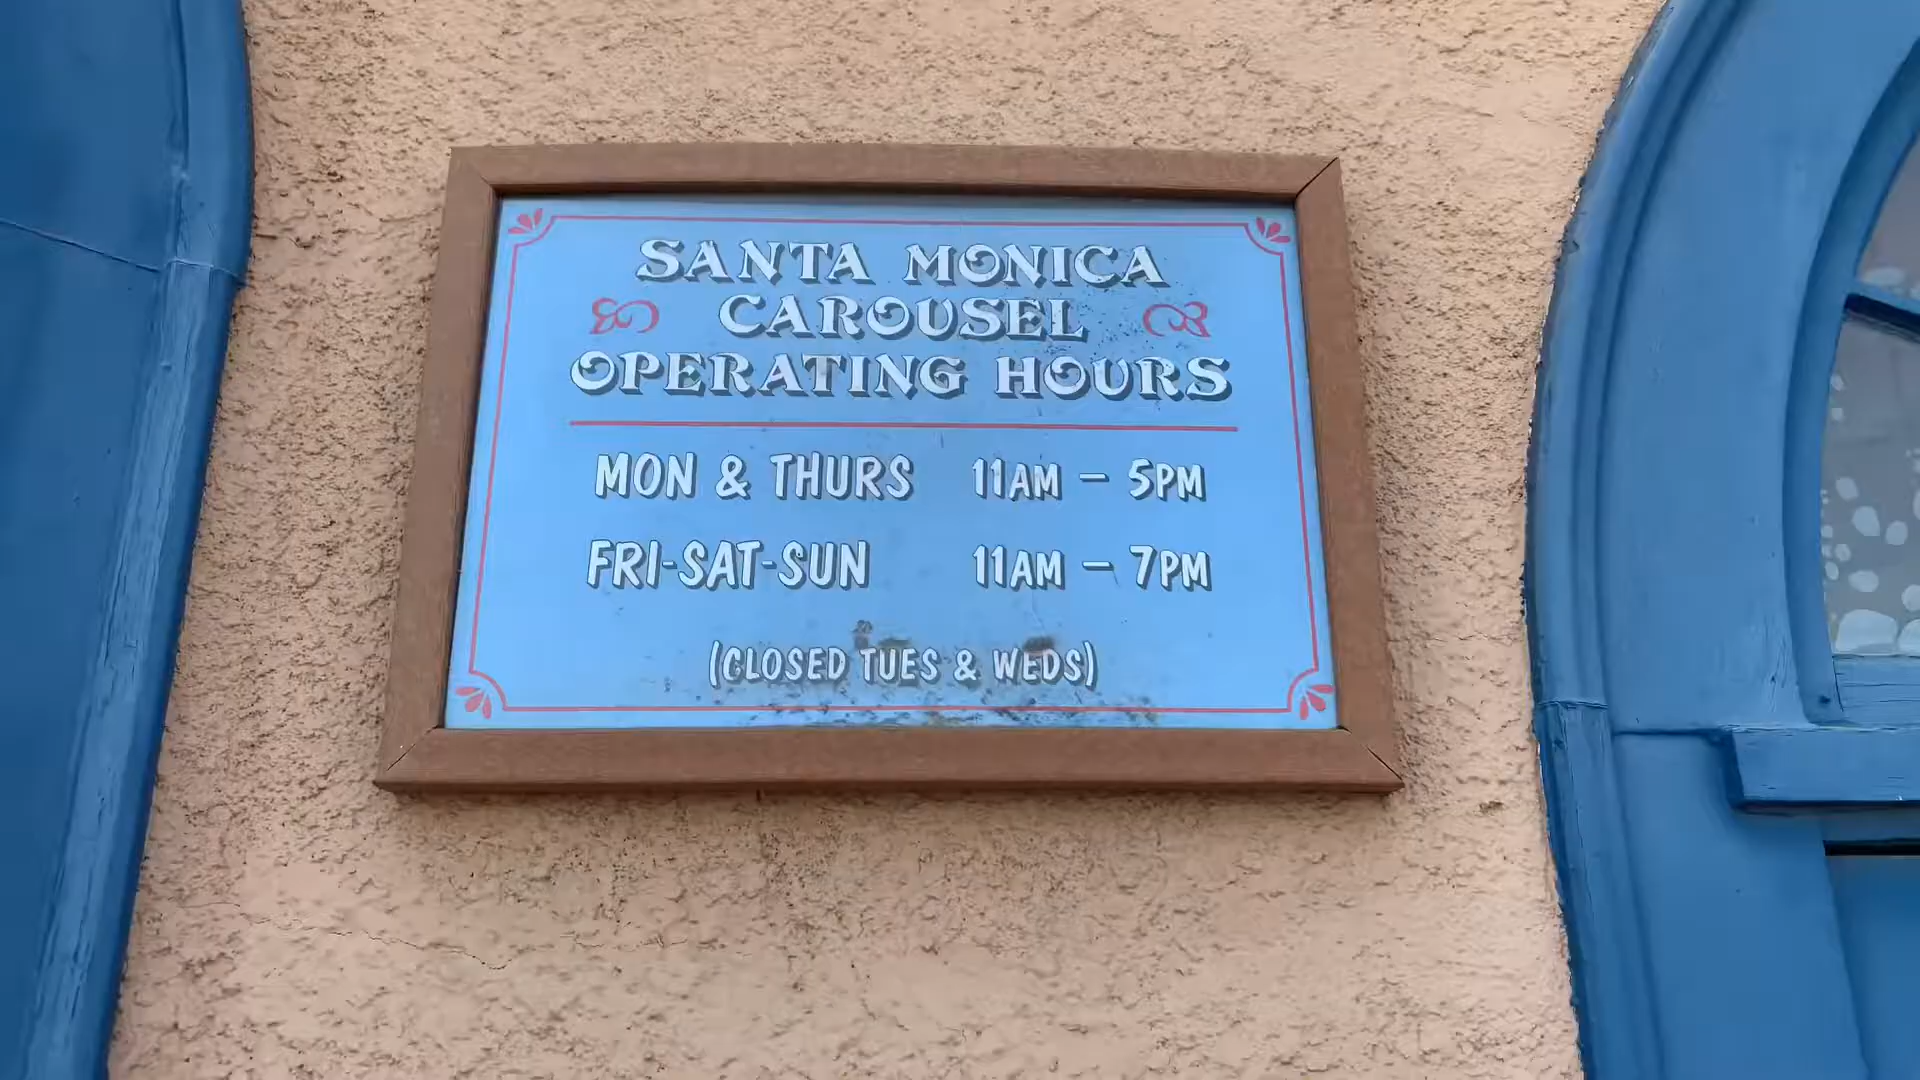 SANTA MONICA
CAROUSEL
OPERATING HOURS
MON & THURS 11AM – 5PM
FRI-SAT-SUN 11AM – 7PM
(CLOSED TUES & WEDS)